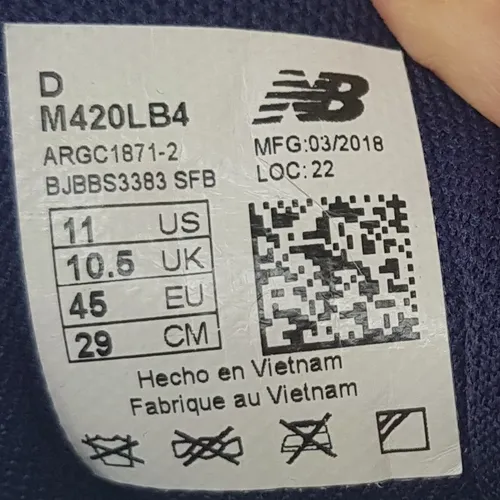 D
M420LB4
ARGC1871-2
BJBBS3383 SFB
NB
MFG:03/2018
LOC:22
11 US
10.5 UK
45 EU
29 CM
Hecho en Vietnam
Fabrique au Vietnam